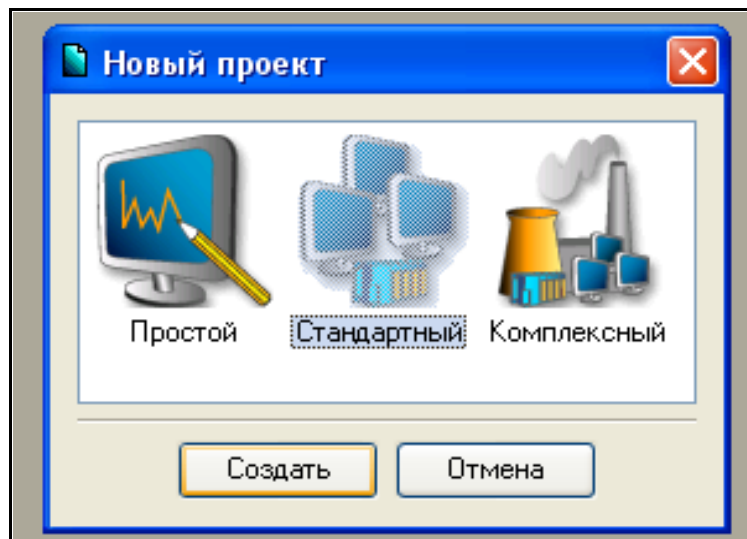 Новый проект
Простой Стандартный Комплексный
Создать Отмена